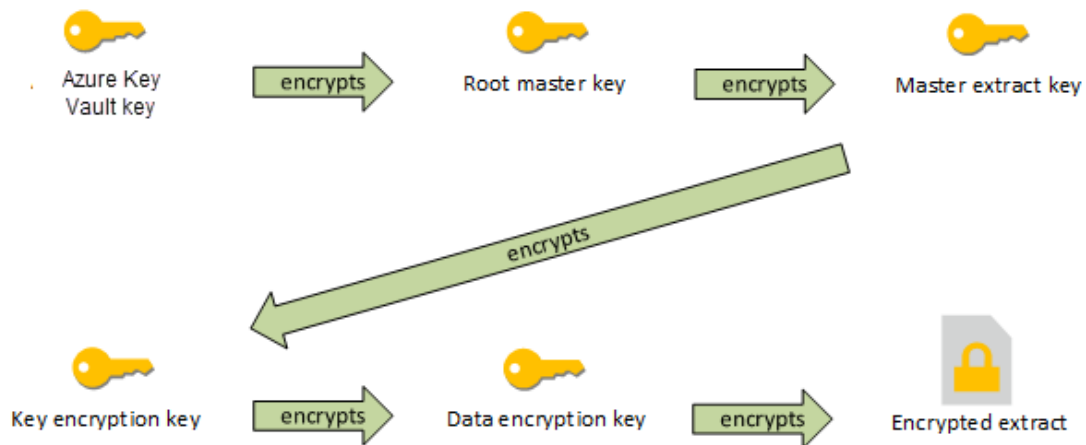 Azure Key
Vault key
encrypts
Root master key
encrypts
Master extract key
encrypts
Key encryption key
encrypts
Data encryption key
encrypts
Encrypted extract